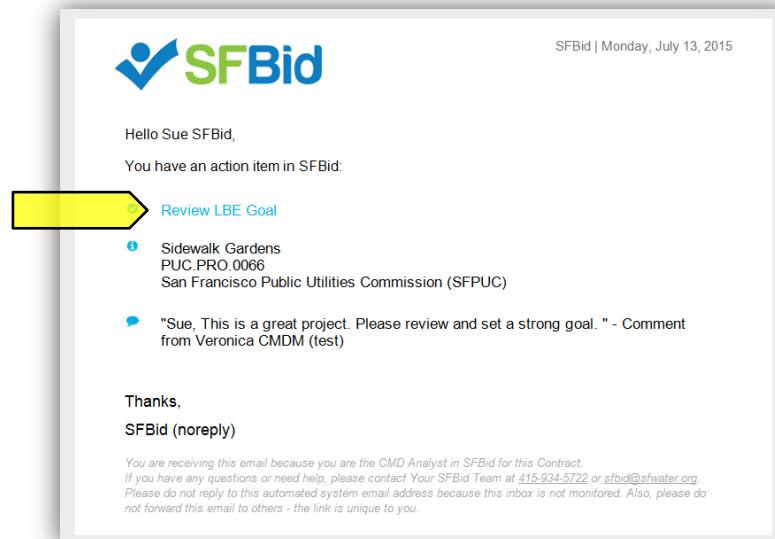 SFBid
SFBid | Monday, July 13, 2015
Hello Sue SFBid,
You have an action item in SFBid:
Review LBE Goal
Sidewalk Gardens
PUC.PRO.0066
San Francisco Public Utilities Commission (SFPUC)
"Sue, This is a great project. Please review and set a strong goal. " - Comment
from Veronica CMDM (test)
Thanks,
SFBid (noreply)
You are receiving this email because you are the CMD Analyst in SFBid for this Contract.
If you have any questions or need help, please contact Your SFBid Team at 415-934-5722 or sfbid@sfwater.org.
Please do not reply to this automated system email address because this inbox is not monitored. Also, please do
not forward this email to others - the link is unique to you.